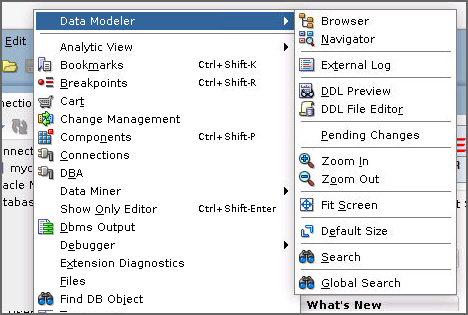 Data Modeler
Analytic View
Bookmarks Ctrl+Shift-K
Breakpoints Ctrl+Shift-R
Cart
Change Management
Components Ctrl+Shift-P
Connections
DBA
Data Miner
Show Only Editor Ctrl+Shift-Enter
Dbms Output
Debugger
Extension Diagnostics
Files
Find DB Object
Browser
Navigator
External Log
DDL Preview
DDL File Editor
Pending Changes
Zoom In
Zoom Out
Fit Screen
Default Size
Search
Global Search
Edit
What's New